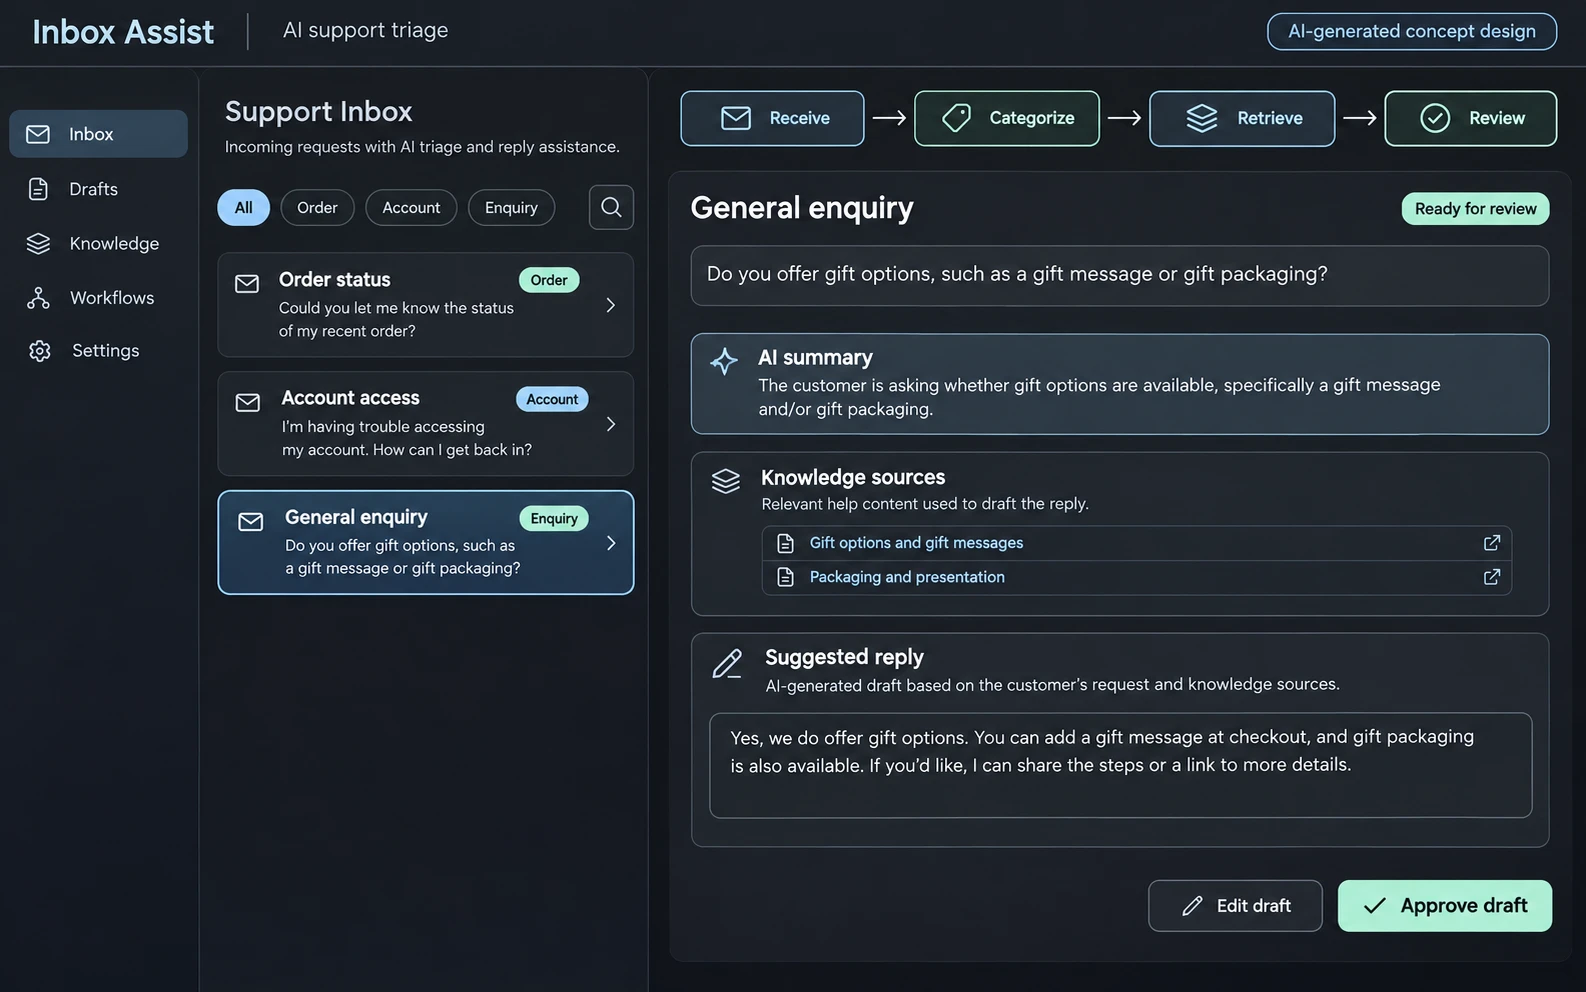 Inbox Assist
AI support triage
AI-generated concept design
Inbox
Drafts
Knowledge
Workflows
Settings
Support Inbox
Incoming requests with AI triage and reply assistance.
All
Order
Account
Enquiry
Order status
Order
Could you let me know the status
of my recent order?
Account access
Account
I'm having trouble accessing
my account. How can I get back in?
General enquiry
Enquiry
Do you offer gift options, such as
a gift message or gift packaging?
Receive
Categorize
Retrieve
Review
General enquiry
Ready for review
Do you offer gift options, such as a gift message or gift packaging?
AI summary
The customer is asking whether gift options are available, specifically a gift message
and/or gift packaging.
Knowledge sources
Relevant help content used to draft the reply.
Gift options and gift messages
Packaging and presentation
Suggested reply
AI-generated draft based on the customer's request and knowledge sources.
Yes, we do offer gift options. You can add a gift message at checkout, and gift packaging
is also available. If you'd like, I can share the steps or a link to more details.
Edit draft
Approve draft